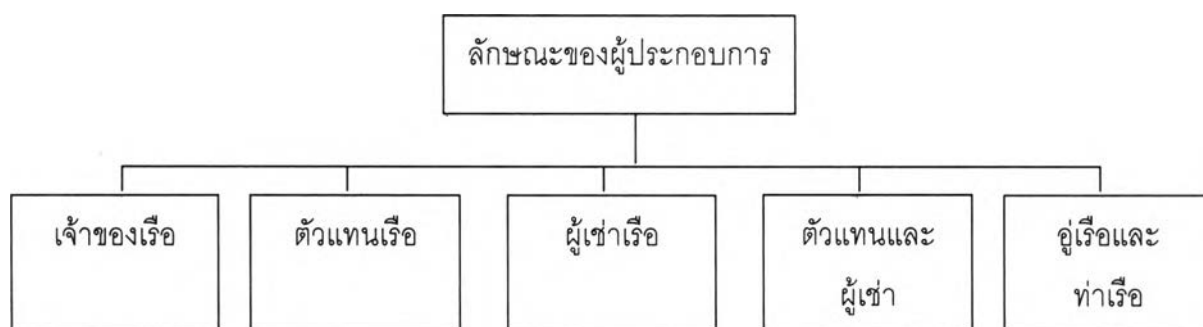 ลักษณะของผู้ประกอบการ
เจ้าของเรือ
ตัวแทนเรือ
ผู้เช่าเรือ
ตัวแทนและ
ผู้เช่า
อู่เรือและ
ท่าเรือ